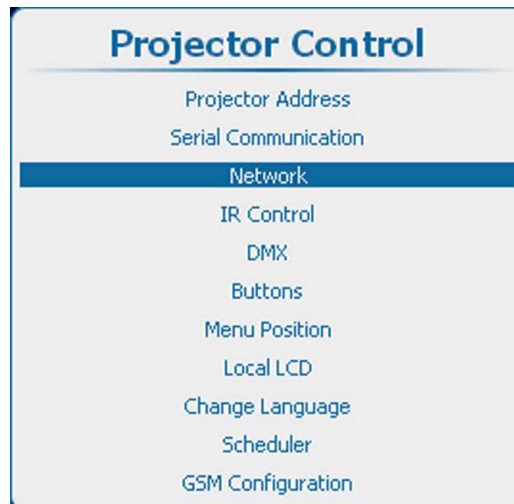 Projector Control
Projector Address
Serial Communication
Network
IR Control
DMX
Buttons
Menu Position
Local LCD
Change Language
Scheduler
GSM Configuration